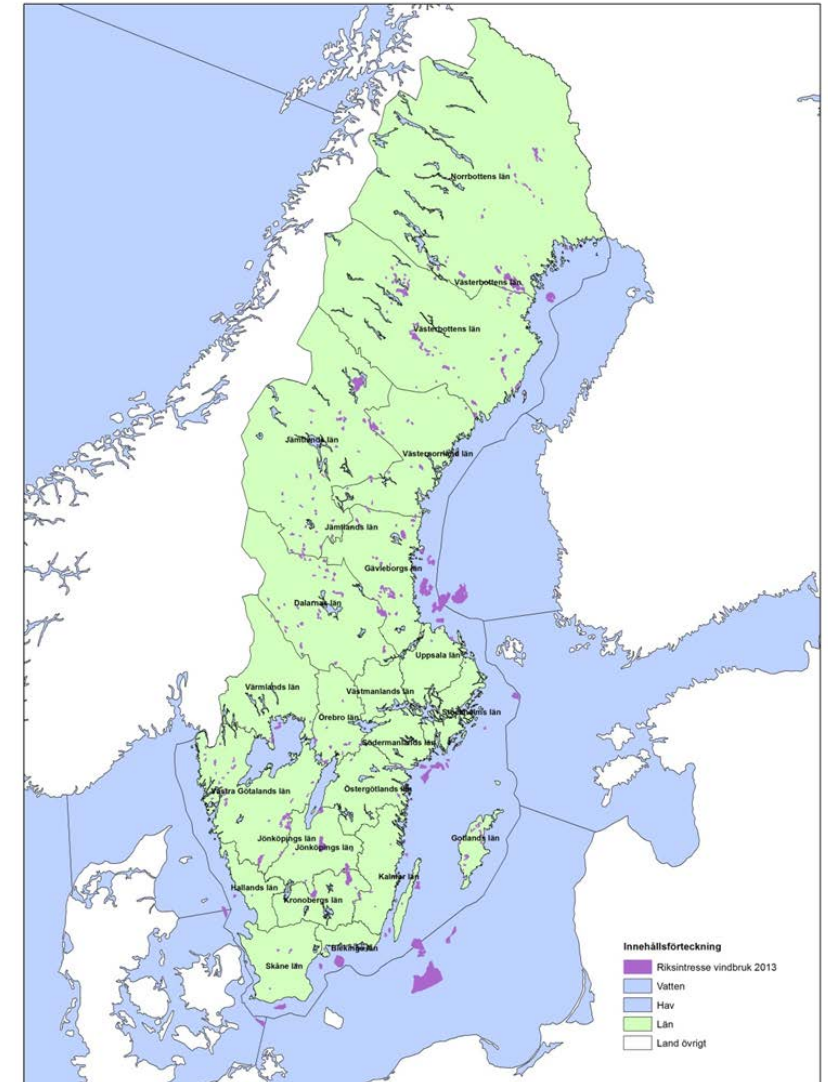 Norrbottens län
Västerbottens län
Västerbottens län
Jämtlands län
Västernorrland län
Jämtlands län
Gävleborgs län
Dalarnas län
Uppsala län
Värmlands län
Västmanlands län
Stockholms län
Örebro län
Södermanlands län
Västra Götalands län
Östergötlands län
Jönköpings län
Gotlands län
Jönköpings län
Kalmar län
Hallands län
Kronobergs län
Blekinge län
Skåne län
Innehållsförteckning
Riksintresse vindbruk 2013
Vatten
Hav
Län
Land övrigt